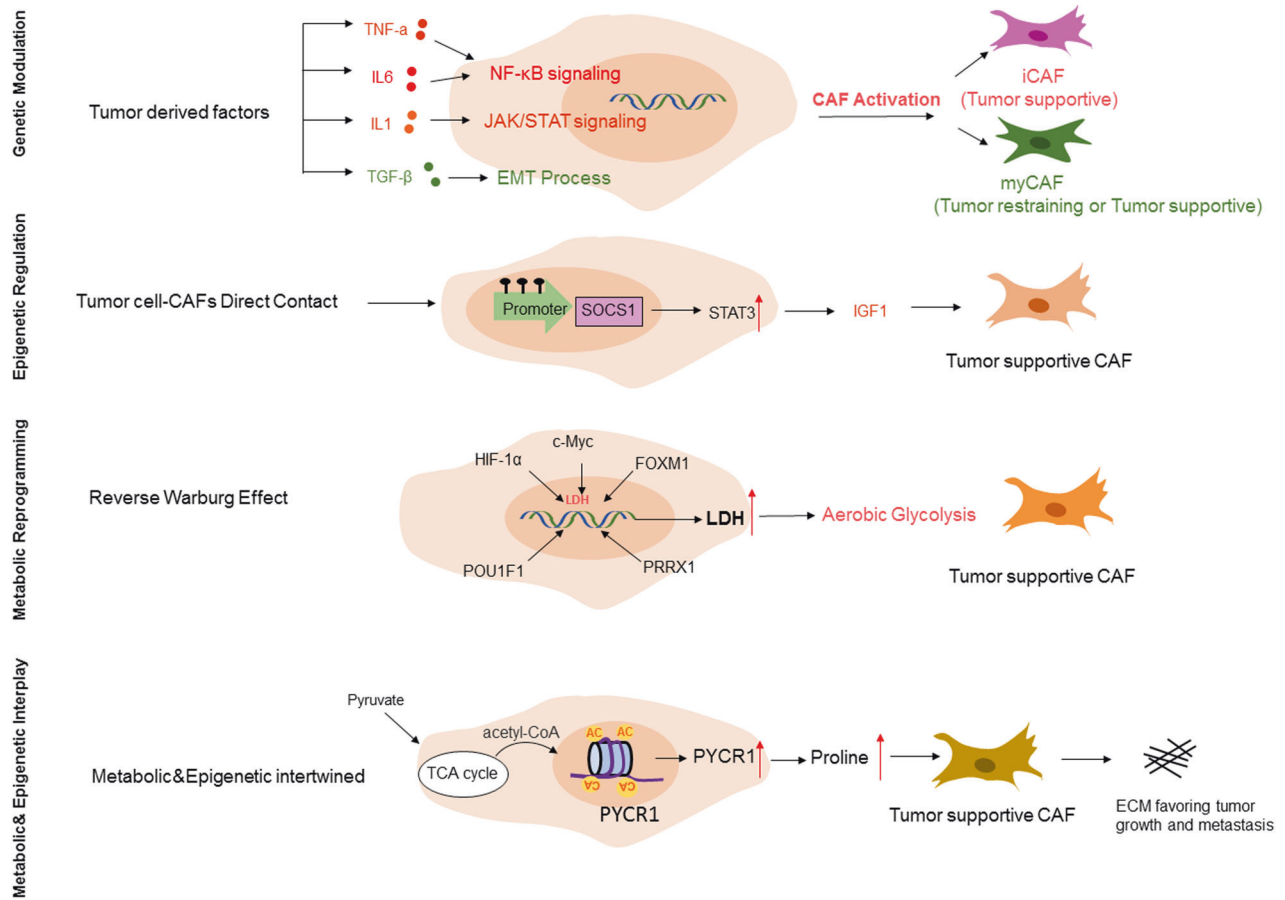 Genetic Modulation
Tumor derived factors
TNF-a
IL6
IL1
TGF-β
NF-κB signaling
JAK/STAT signaling
EMT Process
CAF Activation
iCAF
(Tumor supportive)
myCAF
(Tumor restraining or Tumor supportive)
Epigenetic Regulation
Tumor cell-CAFs Direct Contact
Promoter
SOCS1
STAT3
IGF1
Tumor supportive CAF
Metabolic Reprogramming
Reverse Warburg Effect
HIF-1α
c-Myc
FOXM1
LDH
POU1F1
PRRX1
LDH
Aerobic Glycolysis
Tumor supportive CAF
Metabolic& Epigenetic Interplay
Metabolic&Epigenetic intertwined
Pyruvate
TCA cycle
acetyl-CoA
AC
AC
AC
AC
PYCR1
PYCR1
Proline
Tumor supportive CAF
ECM favoring tumor
growth and metastasis